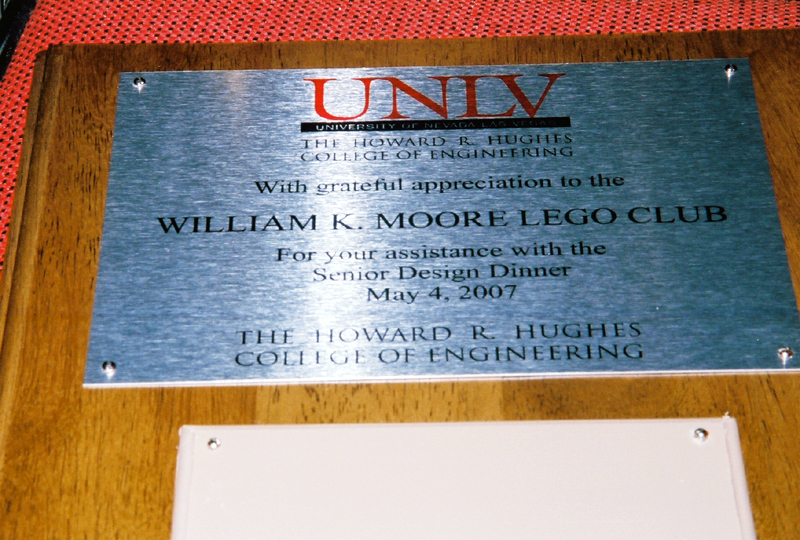 UNLV
UNIVERSITY OF NEVADA LAS VEGAS
THE HOWARD R. HUGHES
COLLEGE OF ENGINEERING
With grateful appreciation to the
WILLIAM K. MOORE LEGO CLUB
For your assistance with the
Senior Design Dinner
May 4, 2007
THE HOWARD R. HUGHES
COLLEGE OF ENGINEERING